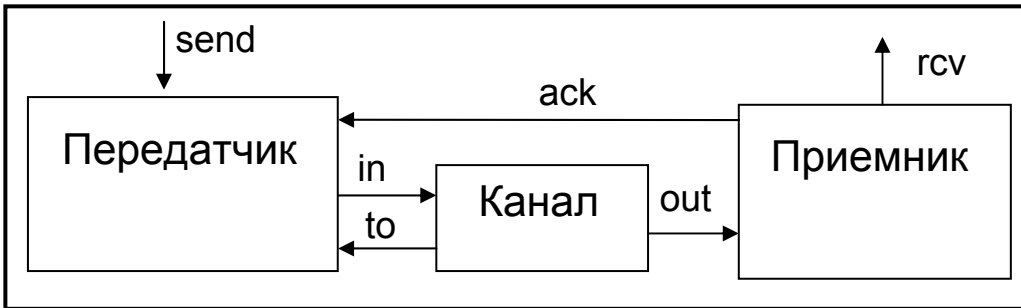 send
rcv
ack
Передатчик
Приемник
in
Канал
out
to